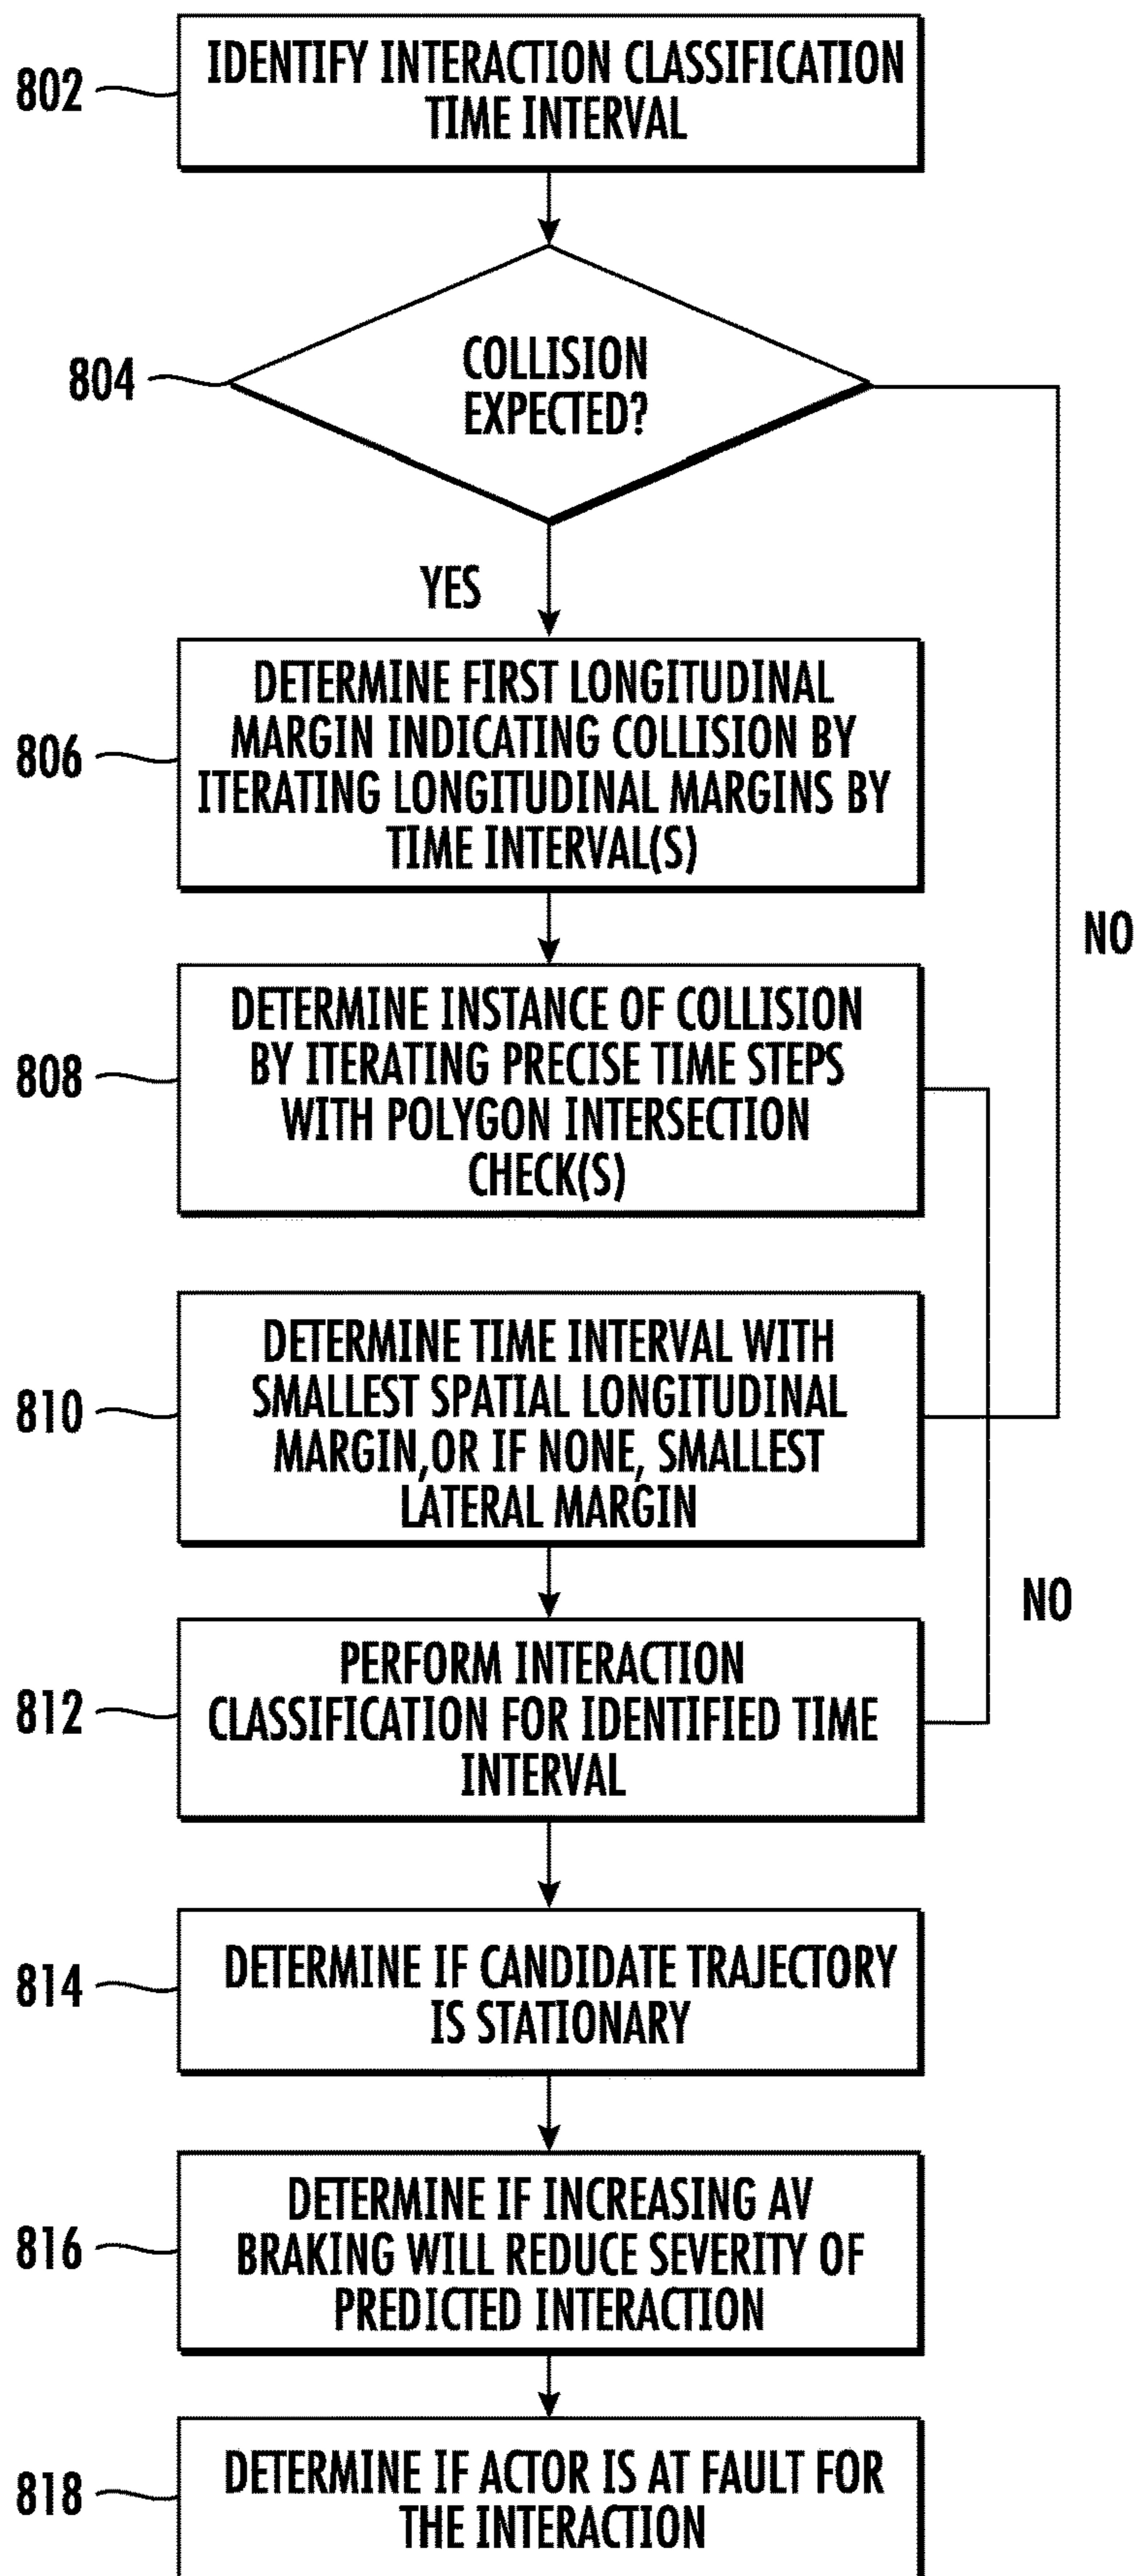 802
IDENTIFY INTERACTION CLASSIFICATION
TIME INTERVAL
804
COLLISION
EXPECTED?
YES
806
DETERMINE FIRST LONGITUDINAL
MARGIN INDICATING COLLISION BY
ITERATING LONGITUDINAL MARGINS BY
TIME INTERVAL(S)
NO
808
DETERMINE INSTANCE OF COLLISION
BY ITERATING PRECISE TIME STEPS
WITH POLYGON INTERSECTION
CHECK(S)
810
DETERMINE TIME INTERVAL WITH
SMALLEST SPATIAL LONGITUDINAL
MARGIN,OR IF NONE, SMALLEST
LATERAL MARGIN
NO
812
PERFORM INTERACTION
CLASSIFICATION FOR IDENTIFIED TIME
INTERVAL
814
DETERMINE IF CANDIDATE TRAJECTORY
IS STATIONARY
816
DETERMINE IF INCREASING AV
BRAKING WILL REDUCE SEVERITY OF
PREDICTED INTERACTION
818
DETERMINE IF ACTOR IS AT FAULT FOR
THE INTERACTION